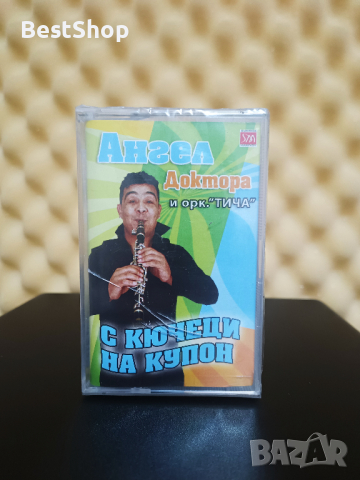 BestShop
Ангел
Доктора
и орк."ТИЧА"
С КЮЧЕЦИ
НА КУПОН
BAZAR